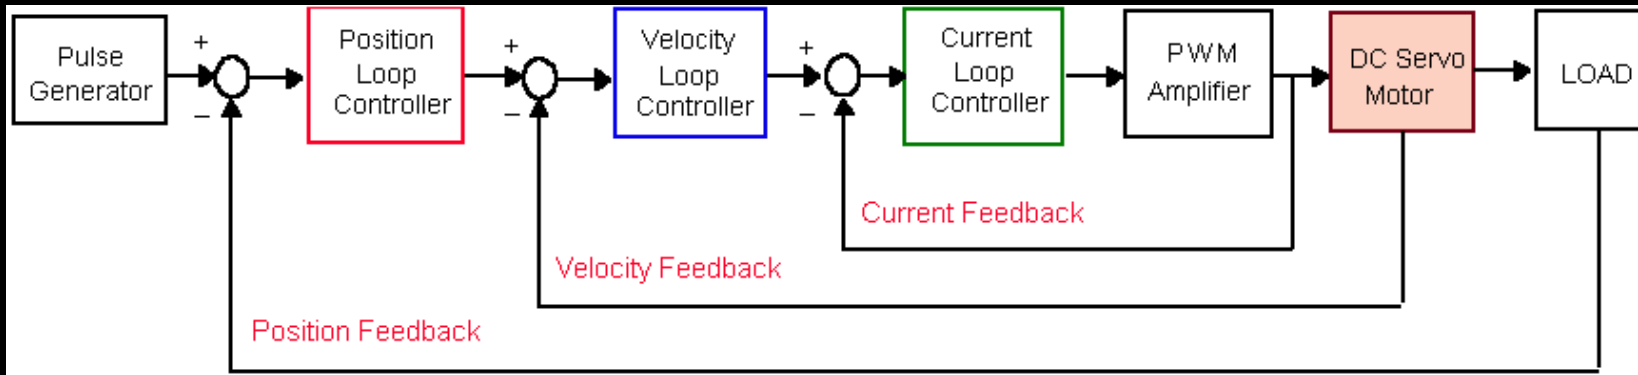 Pulse
Generator
+
−
Position
Loop
Controller
+
−
Velocity
Loop
Controller
+
−
Current
Loop
Controller
PWM
Amplifier
DC Servo
Motor
LOAD
Current Feedback
Velocity Feedback
Position Feedback